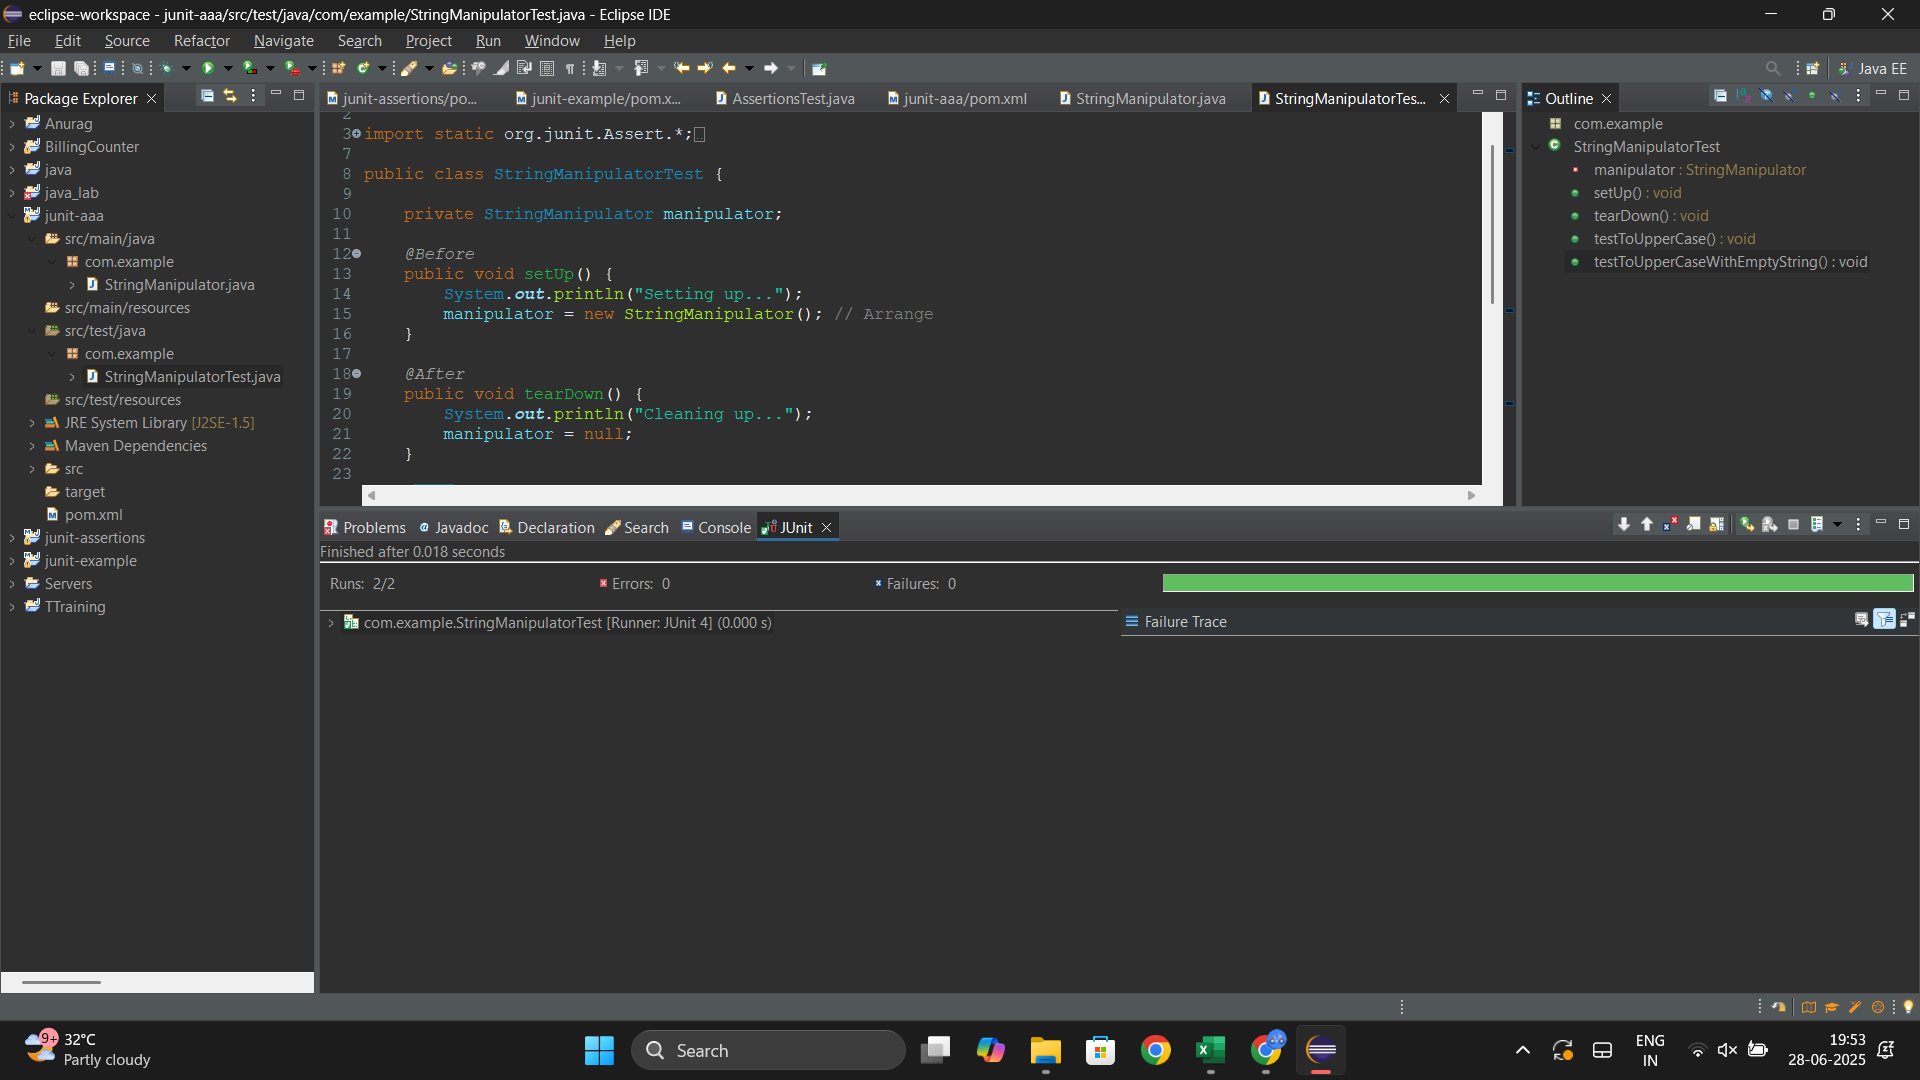 eclipse-workspace - junit-aaa/src/test/java/com/example/StringManipulatorTest.java - Eclipse IDE
File Edit Source Refactor Navigate Search Project Run Window Help
Java EE
Package Explorer
Anurag
BillingCounter
java
java_lab
junit-aaa
src/main/java
com.example
StringManipulator.java
src/main/resources
src/test/java
com.example
StringManipulatorTest.java
src/test/resources
JRE System Library [J2SE-1.5]
Maven Dependencies
src
target
pom.xml
junit-assertions
junit-example
Servers
TTraining
junit-assertions/po... junit-example/pom.x... AssertionsTest.java junit-aaa/pom.xml StringManipulator.java StringManipulatorTes...
2
3 import static org.junit.Assert.*;
7
8 public class StringManipulatorTest {
9
10 private StringManipulator manipulator;
11
12 @Before
13 public void setUp() {
14 System.out.println("Setting up...");
15 manipulator = new StringManipulator(); // Arrange
16 }
17
18 @After
19 public void tearDown() {
20 System.out.println("Cleaning up...");
21 manipulator = null;
22 }
23
Outline
com.example
StringManipulatorTest
manipulator : StringManipulator
setUp() : void
tearDown() : void
testToUpperCase() : void
testToUpperCaseWithEmptyString() : void
Problems @ Javadoc Declaration Search Console JUnit
Finished after 0.018 seconds
Runs: 2/2 Errors: 0 Failures: 0
com.example.StringManipulatorTest [Runner: JUnit 4] (0.000 s)
Failure Trace
9+
32°C
Partly cloudy
Search
ENG
IN
19:53
28-06-2025